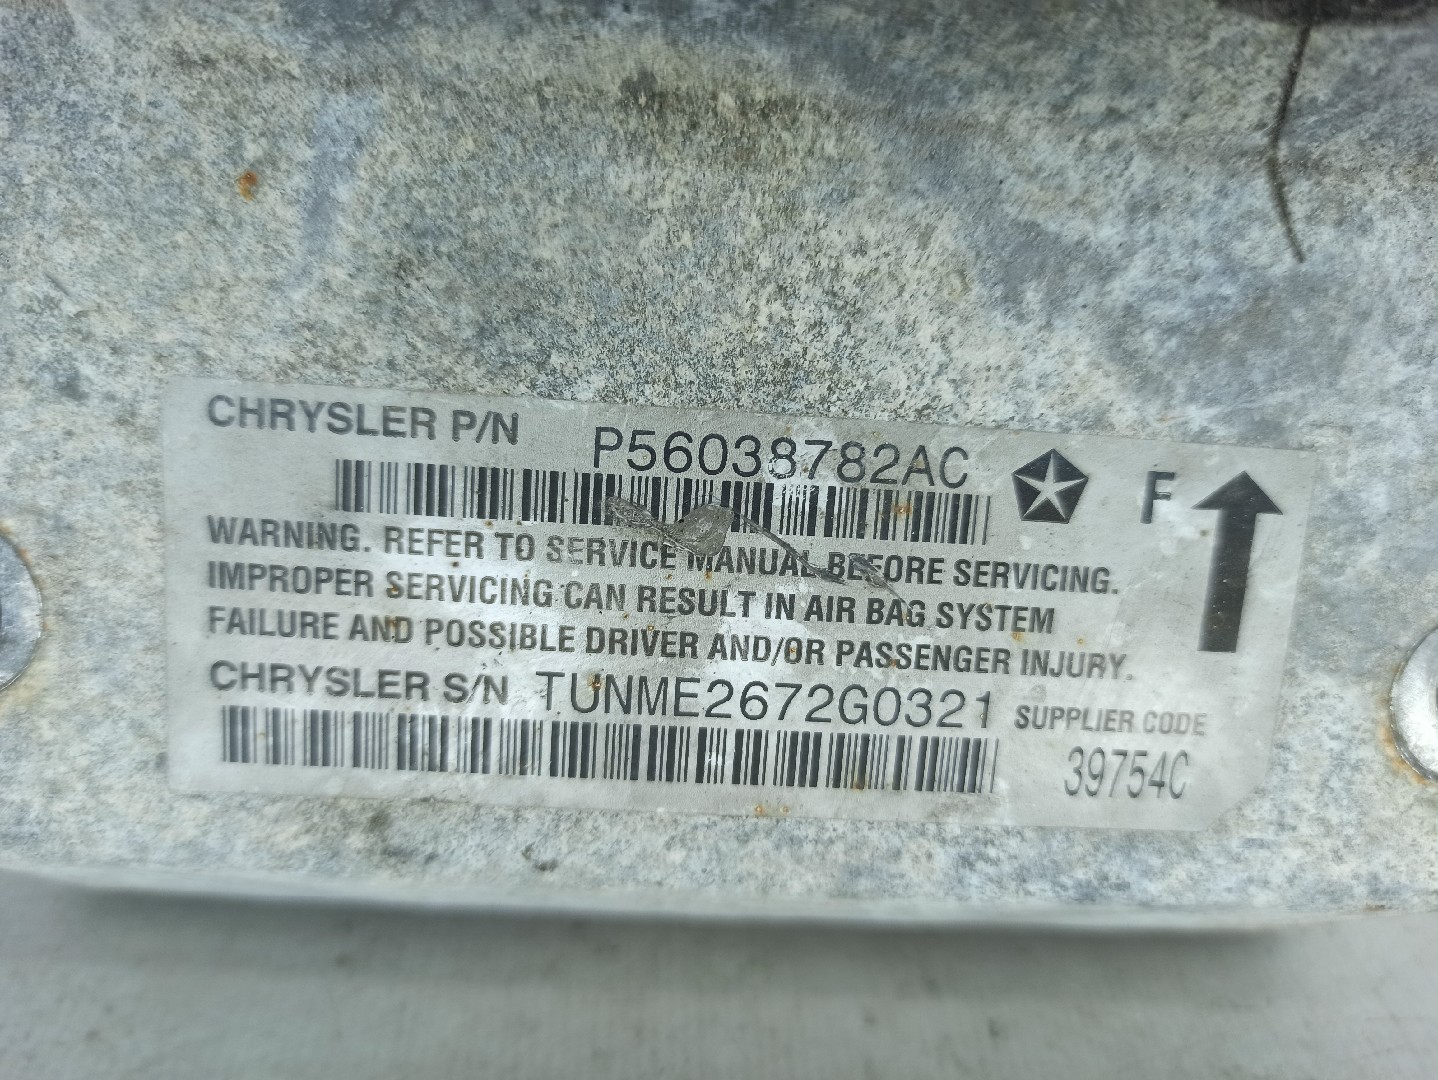 CHRYSLER P/N P56038782AC F
WARNING. REFER TO SERVICE MANUAL BEFORE SERVICING.
IMPROPER SERVICING CAN RESULT IN AIR BAG SYSTEM
FAILURE AND POSSIBLE DRIVER AND/OR PASSENGER INJURY.
CHRYSLER S/N TUNME2672G0321 SUPPLIER CODE
39754C